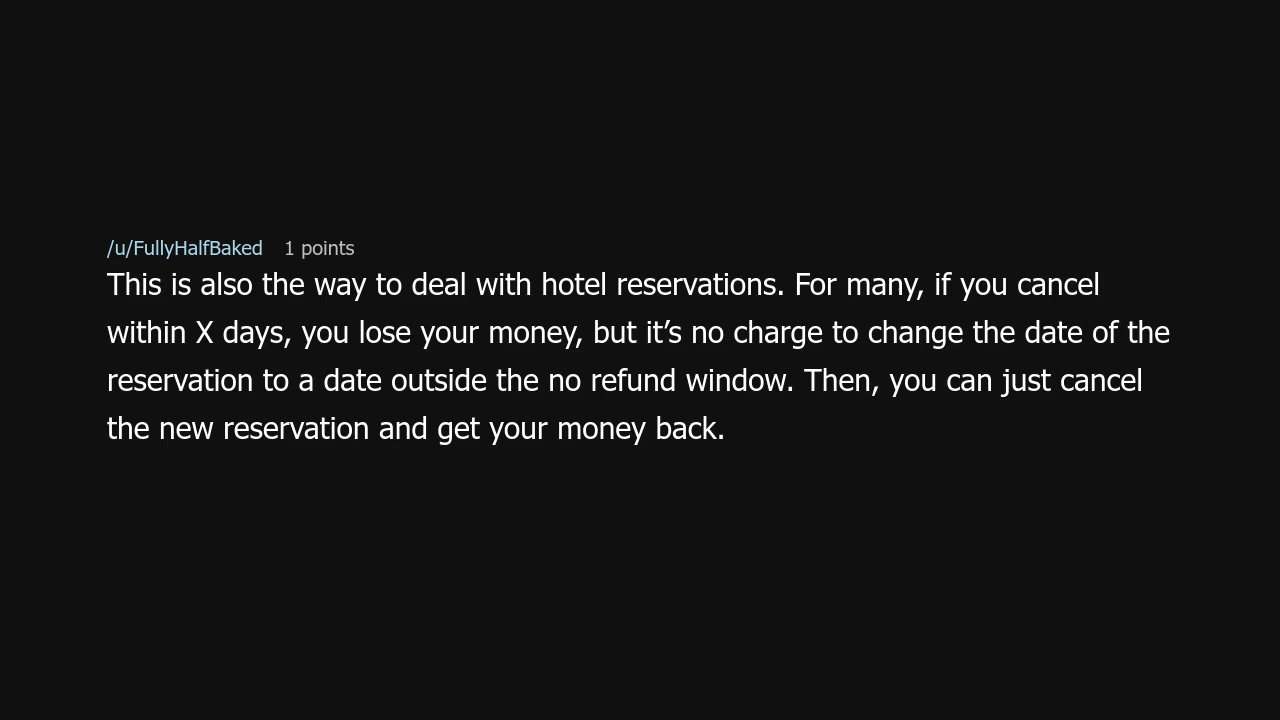 /u/FullyHalfBaked 1 points
This is also the way to deal with hotel reservations. For many, if you cancel
within X days, you lose your money, but it’s no charge to change the date of the
reservation to a date outside the no refund window. Then, you can just cancel
the new reservation and get your money back.